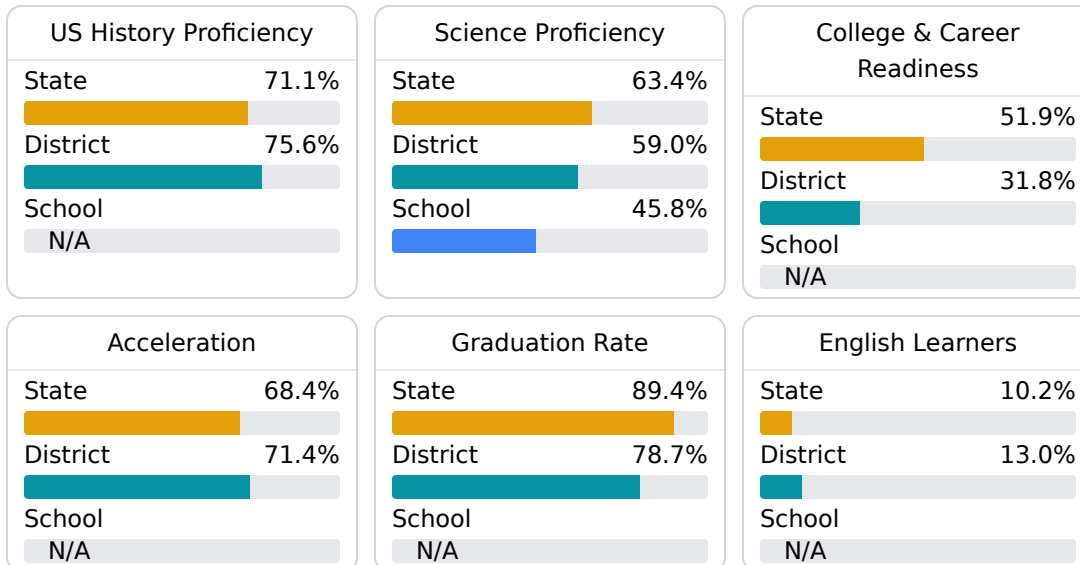 US History Proficiency
State 71.1%
District 75.6%
School
N/A
Science Proficiency
State 63.4%
District 59.0%
School 45.8%
College & Career
Readiness
State 51.9%
District 31.8%
School
N/A
Acceleration
State 68.4%
District 71.4%
School
N/A
Graduation Rate
State 89.4%
District 78.7%
School
N/A
English Learners
State 10.2%
District 13.0%
School
N/A